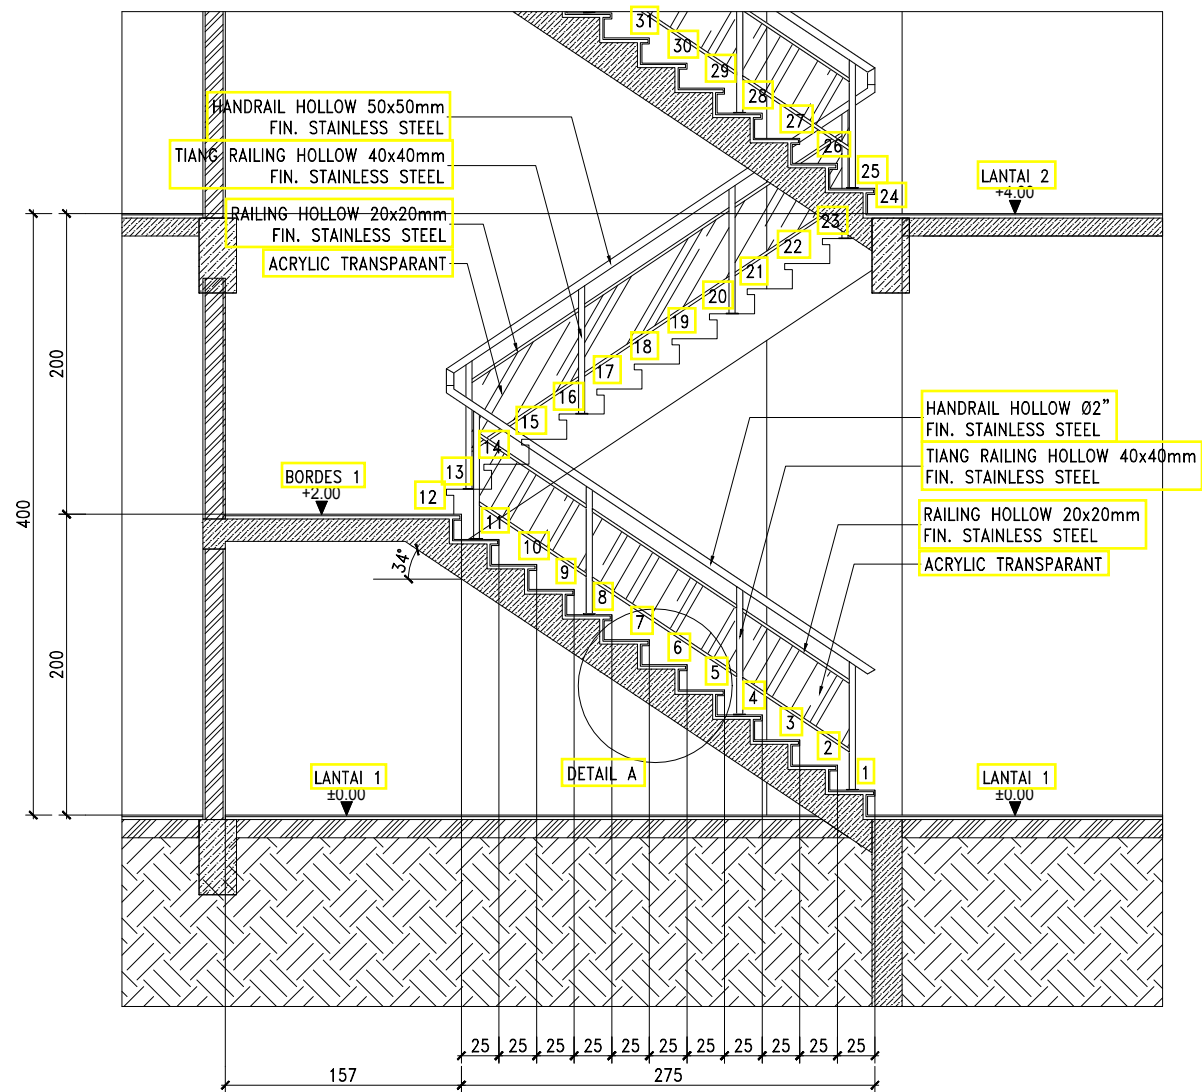 31
30
29
28
27
26
25
24
HANDRAIL HOLLOW 50x50mm
FIN. STAINLESS STEEL
TIANG RAILING HOLLOW 40x40mm
FIN. STAINLESS STEEL
RAILING HOLLOW 20x20mm
FIN. STAINLESS STEEL
ACRYLIC TRANSPARANT
LANTAI 2
+4.00
23
22
21
20
19
18
17
16
15
14
13
12
HANDRAIL HOLLOW Ø2"
FIN. STAINLESS STEEL
TIANG RAILING HOLLOW 40x40mm
FIN. STAINLESS STEEL
RAILING HOLLOW 20x20mm
FIN. STAINLESS STEEL
ACRYLIC TRANSPARANT
BORDES 1
+2.00
34°
11
10
9
8
7
6
5
4
3
2
1
DETAIL A
LANTAI 1
±0.00
LANTAI 1
±0.00
200
400
200
25 25 25 25 25 25 25 25 25 25 25
157 275